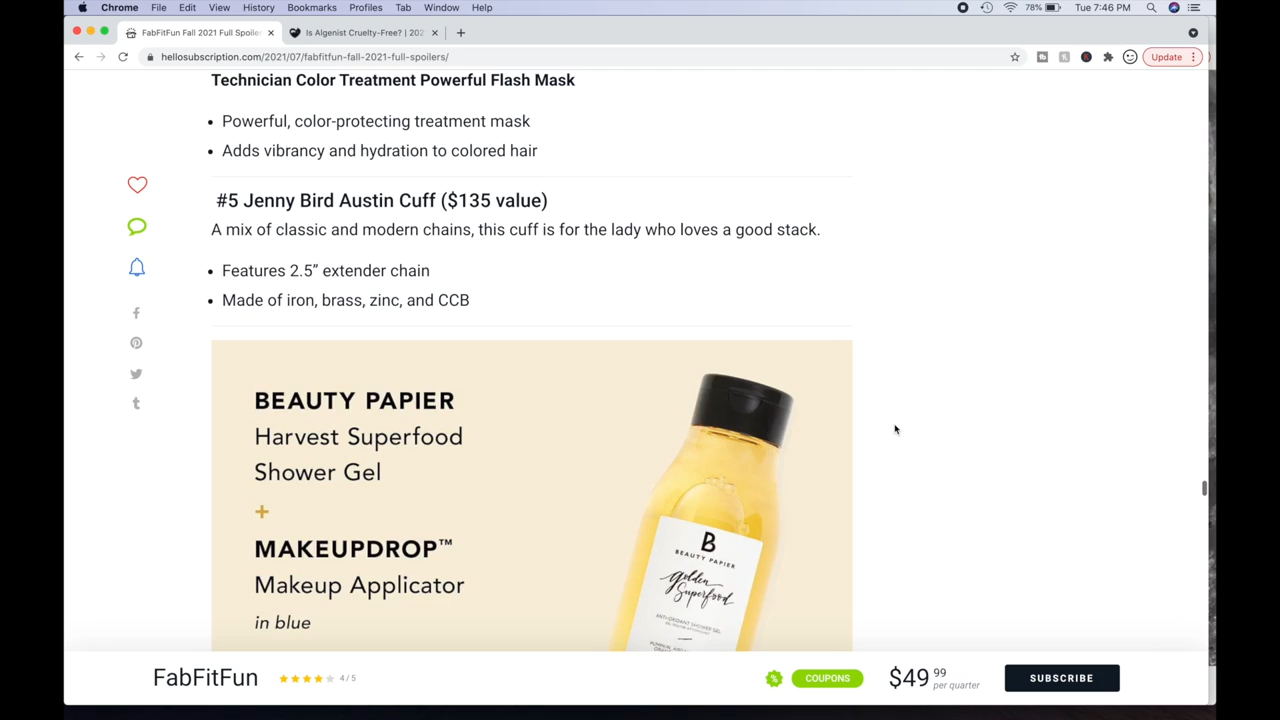 Chrome File Edit View History Bookmarks Profiles Tab Window Help 78% Tue 7:46 PM
FabFitFun Fall 2021 Full Spoile Is Algenist Cruelty-Free? | 202
hellosubscription.com/2021/07/fabfitfun-fall-2021-full-spoilers/ Update
Technician Color Treatment Powerful Flash Mask
• Powerful, color-protecting treatment mask
• Adds vibrancy and hydration to colored hair
#5 Jenny Bird Austin Cuff ($135 value)
A mix of classic and modern chains, this cuff is for the lady who loves a good stack.
• Features 2.5” extender chain
• Made of iron, brass, zinc, and CCB
BEAUTY PAPIER
Harvest Superfood
Shower Gel
+
MAKEUPDROP™
Makeup Applicator
in blue
B
BEAUTY PAPIER
golden
Superfood
ANTIOXIDANT SHOWER GEL
FabFitFun 4 / 5 COUPONS $49 99 per quarter SUBSCRIBE